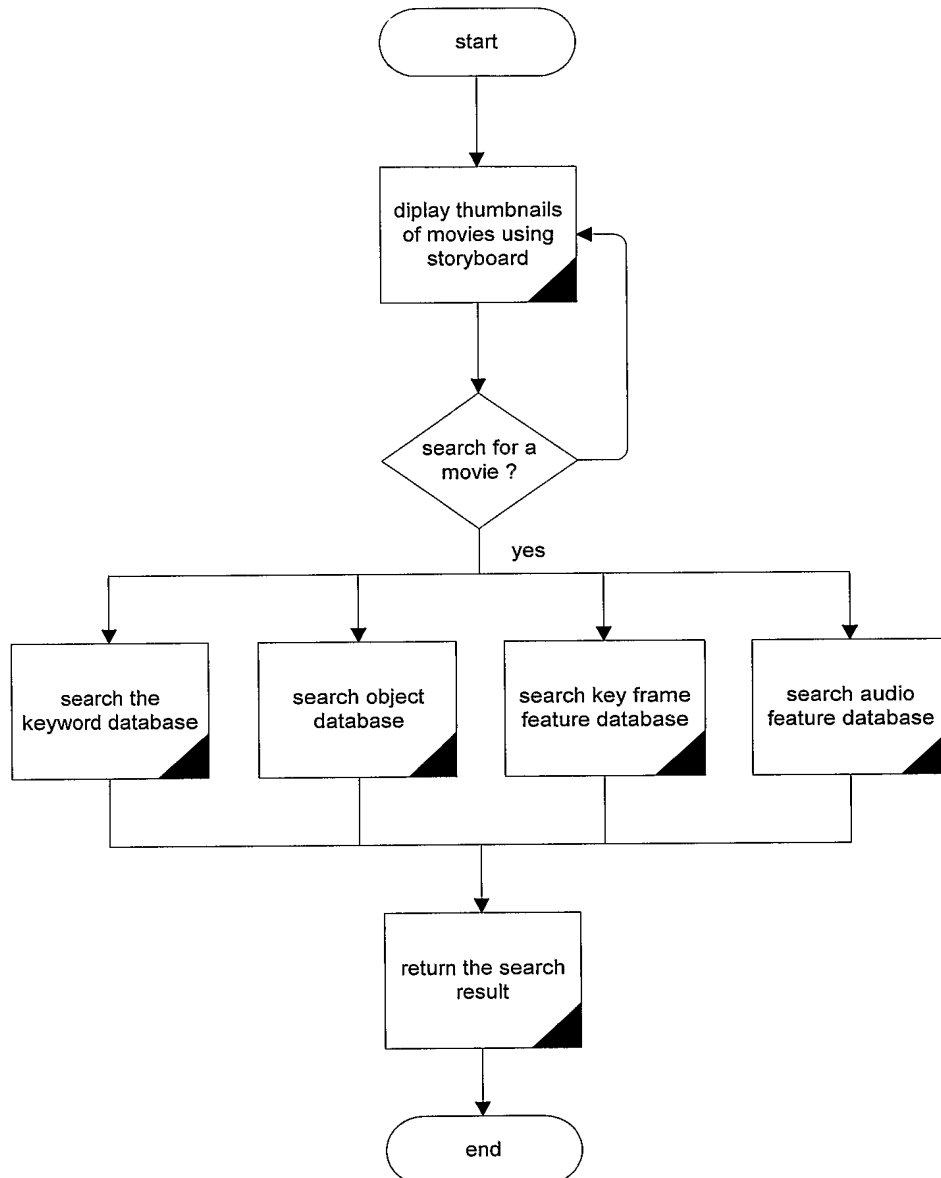 start
diplay thumbnails
of movies using
storyboard
search for a
movie ?
yes
search the
keyword database
search object
database
search key frame
feature database
search audio
feature database
return the search
result
end